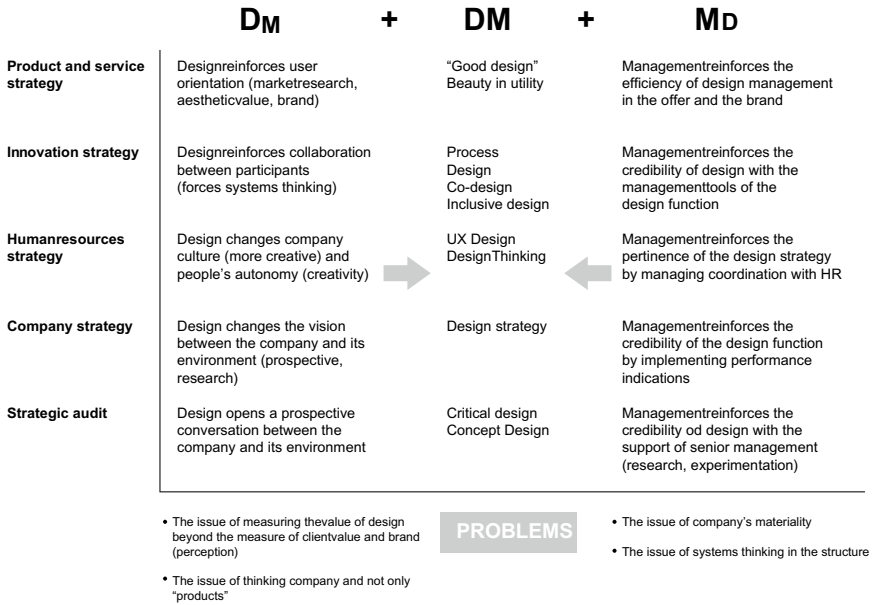 DM + DM + MD
Product and service
strategy
Designreinforces user
orientation (marketresearch,
aestheticvalue, brand)
“Good design”
Beauty in utility
Managementreinforces the
efficiency of design management
in the offer and the brand
Innovation strategy
Designreinforces collaboration
between participants
(forces systems thinking)
Process
Design
Co-design
Inclusive design
Managementreinforces the
credibility of design with the
managementtools of the
design function
Humanresources
strategy
Design changes company
culture (more creative) and
people’s autonomy (creativity)
UX Design
DesignThinking
Managementreinforces the
pertinence of the design strategy
by managing coordination with HR
Company strategy
Design changes the vision
between the company and its
environment (prospective,
research)
Design strategy
Managementreinforces the
credibility of the design function
by implementing performance
indications
Strategic audit
Design opens a prospective
conversation between the
company and its environment
Critical design
Concept Design
Managementreinforces the
credibility od design with the
support of senior management
(research, experimentation)
• The issue of measuring thevalue of design
beyond the measure of clientvalue and brand
(perception)
• The issue of thinking company and not only
“products”
PROBLEMS
• The issue of company’s materiality
• The issue of systems thinking in the structure